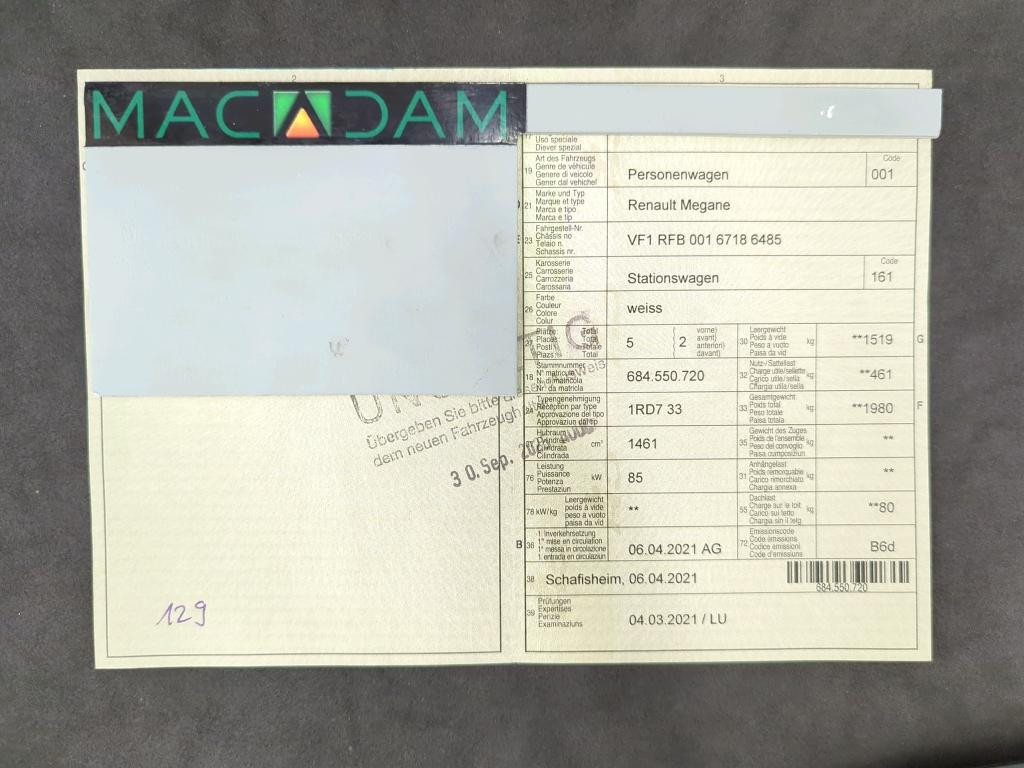 2
3
MACADAM
17
Uso speciale
Diever spezial
19
Art des Fahrzeugs
Genre de véhicule
Genere di veicolo
Gener dal vehichel
Personenwagen
Code
001
21
Marke und Typ
Marque et type
Marca e tipo
Marca e tip
Renault Megane
E 23
Fahrgestell-Nr.
Châssis no
Telaio n.
Schassis nr.
VF1 RFB 001 6718 6485
25
Karosserie
Carrosserie
Carrozzeria
Carossaria
Stationswagen
Code
161
26
Farbe
Couleur
Colore
Colur
weiss
27
Plätze: Total
Places: Total
Posti: Totale
Plazs: Total
5
2
vorne)
avant)
anteriori)
davant)
30
Leergewicht
Poids à vide
Peso a vuoto
Paisa da vid
kg
**1519
G
18
Stammnummer
N° matricule
N. di matricola
Nr. da matricla
684.550.720
32
Nutz-/Sattellast
Charge utile/sellette
Carico utile/sella
Chargia utila/sella
kg
**461
24
Typengenehmigung
Réception par type
Approvazione del tipo
Approvaziun dal tip
1RD7 33
33
Gesamtgewicht
Poids total
Peso totale
Paisa totala
kg
**1980
F
Hubraum
Cylindrée
Cilindrata
Cilindrada
cm³
1461
35
Gewicht des Zuges
Poids de l'ensemble
Peso del convoglio
Paisa cumposiziun
kg
**
76
Leistung
Puissance
Potenza
Prestaziun
kW
85
31
Anhängelast
Poids remorquable
Carico rimorchiato
Chargia annexa
kg
**
78 kW/kg
Leergewicht
poids à vide
peso a vuoto
paisa da vid
**
55
Dachlast
Charge sur le toit
Carico sul tetto
Chargia sin il tetg
kg
**80
B 36
1. Inverkehrsetzung
1re mise en circulation
1a messa in circolazione
1. entrada en circulaziun
06.04.2021 AG
72
Emissionscode
Code émissions
Codice emissioni
Code d'emissiuns
B6d
38
Schafisheim, 06.04.2021
684.550.720
39
Prüfungen
Expertises
Perizie
Examinaziuns
04.03.2021 / LU
Übergeben Sie bitte
dem neuen Fahrzeugh
30. Sep.
129